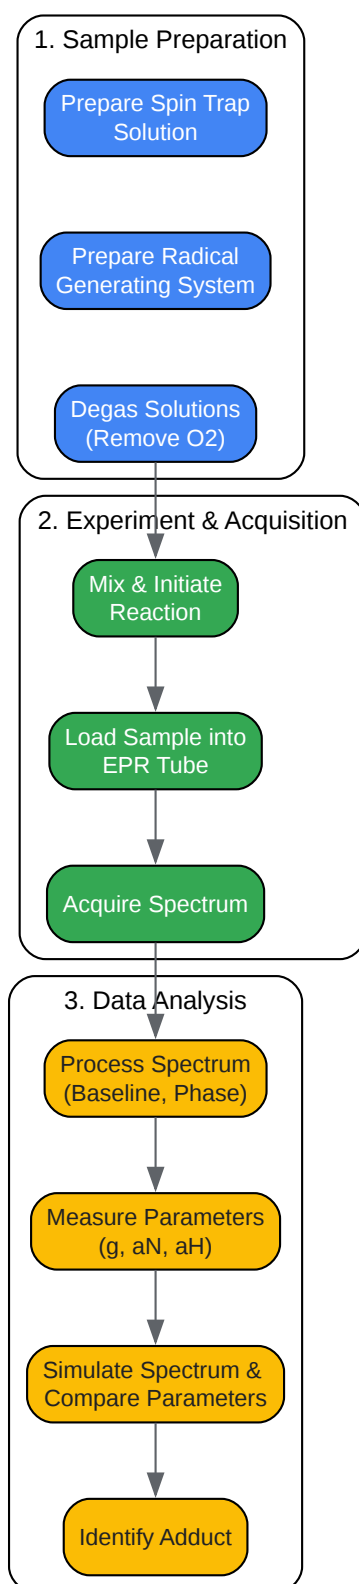 1. Sample Preparation
Prepare Spin Trap
Solution
Prepare Radical
Generating System
Degas Solutions
(Remove O2)
2. Experiment & Acquisition
Mix & Initiate
Reaction
Load Sample into
EPR Tube
Acquire Spectrum
3. Data Analysis
Process Spectrum
(Baseline, Phase)
Measure Parameters
(g, aN, aH)
Simulate Spectrum &
Compare Parameters
Identify Adduct